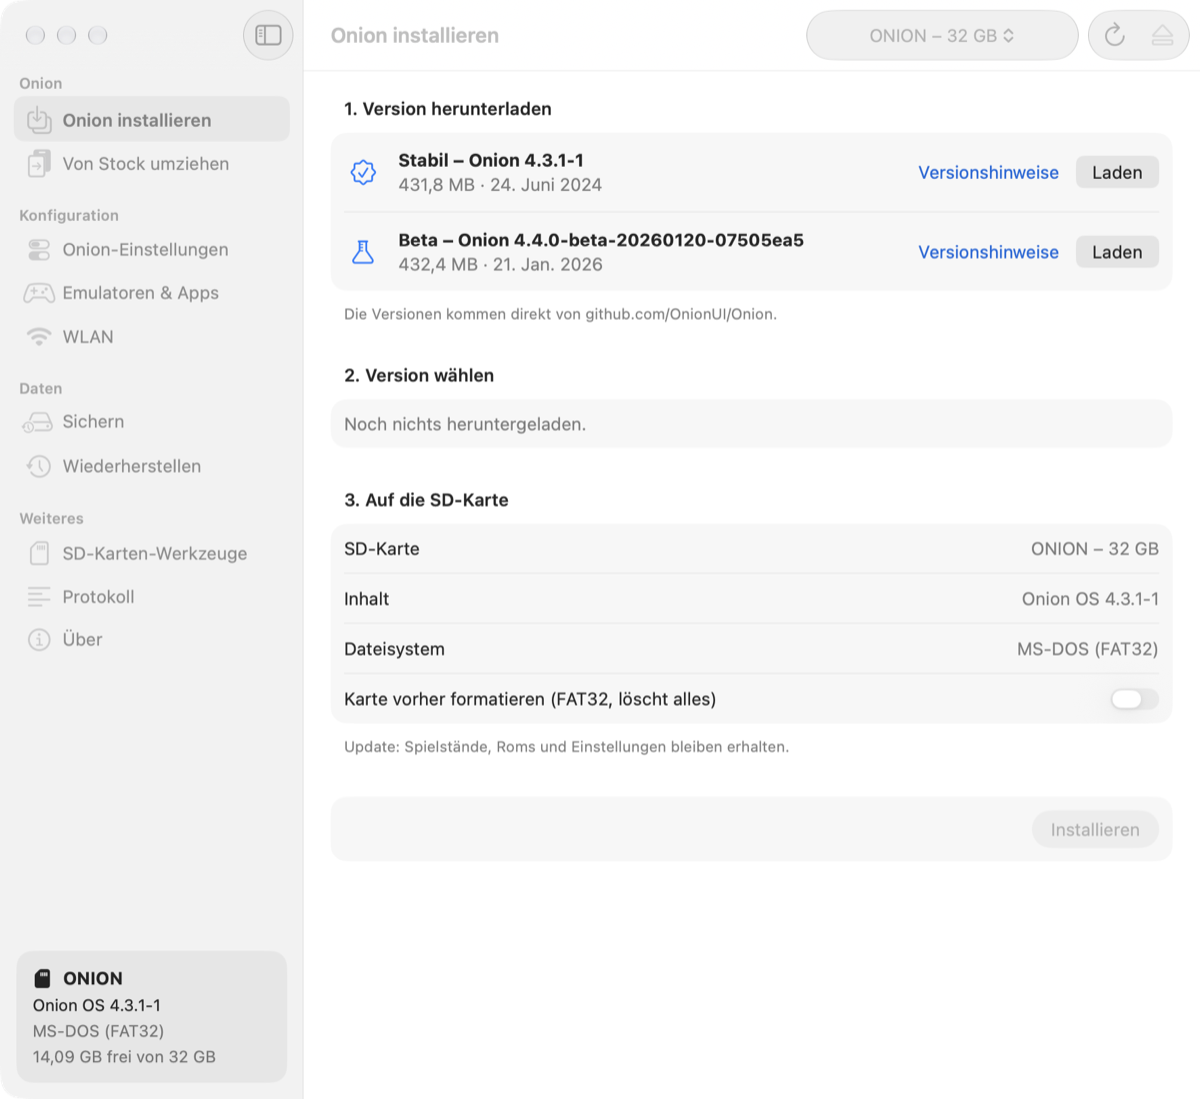 Onion installieren
ONION – 32 GB
Onion
Onion installieren
Von Stock umziehen
Konfiguration
Onion-Einstellungen
Emulatoren & Apps
WLAN
Daten
Sichern
Wiederherstellen
Weiteres
SD-Karten-Werkzeuge
Protokoll
Über
ONION
Onion OS 4.3.1-1
MS-DOS (FAT32)
14,09 GB frei von 32 GB
1. Version herunterladen
Stabil – Onion 4.3.1-1
431,8 MB · 24. Juni 2024
Versionshinweise
Laden
Beta – Onion 4.4.0-beta-20260120-07505ea5
432,4 MB · 21. Jan. 2026
Versionshinweise
Laden
Die Versionen kommen direkt von github.com/OnionUI/Onion.
2. Version wählen
Noch nichts heruntergeladen.
3. Auf die SD-Karte
SD-Karte
ONION – 32 GB
Inhalt
Onion OS 4.3.1-1
Dateisystem
MS-DOS (FAT32)
Karte vorher formatieren (FAT32, löscht alles)
Update: Spielstände, Roms und Einstellungen bleiben erhalten.
Installieren